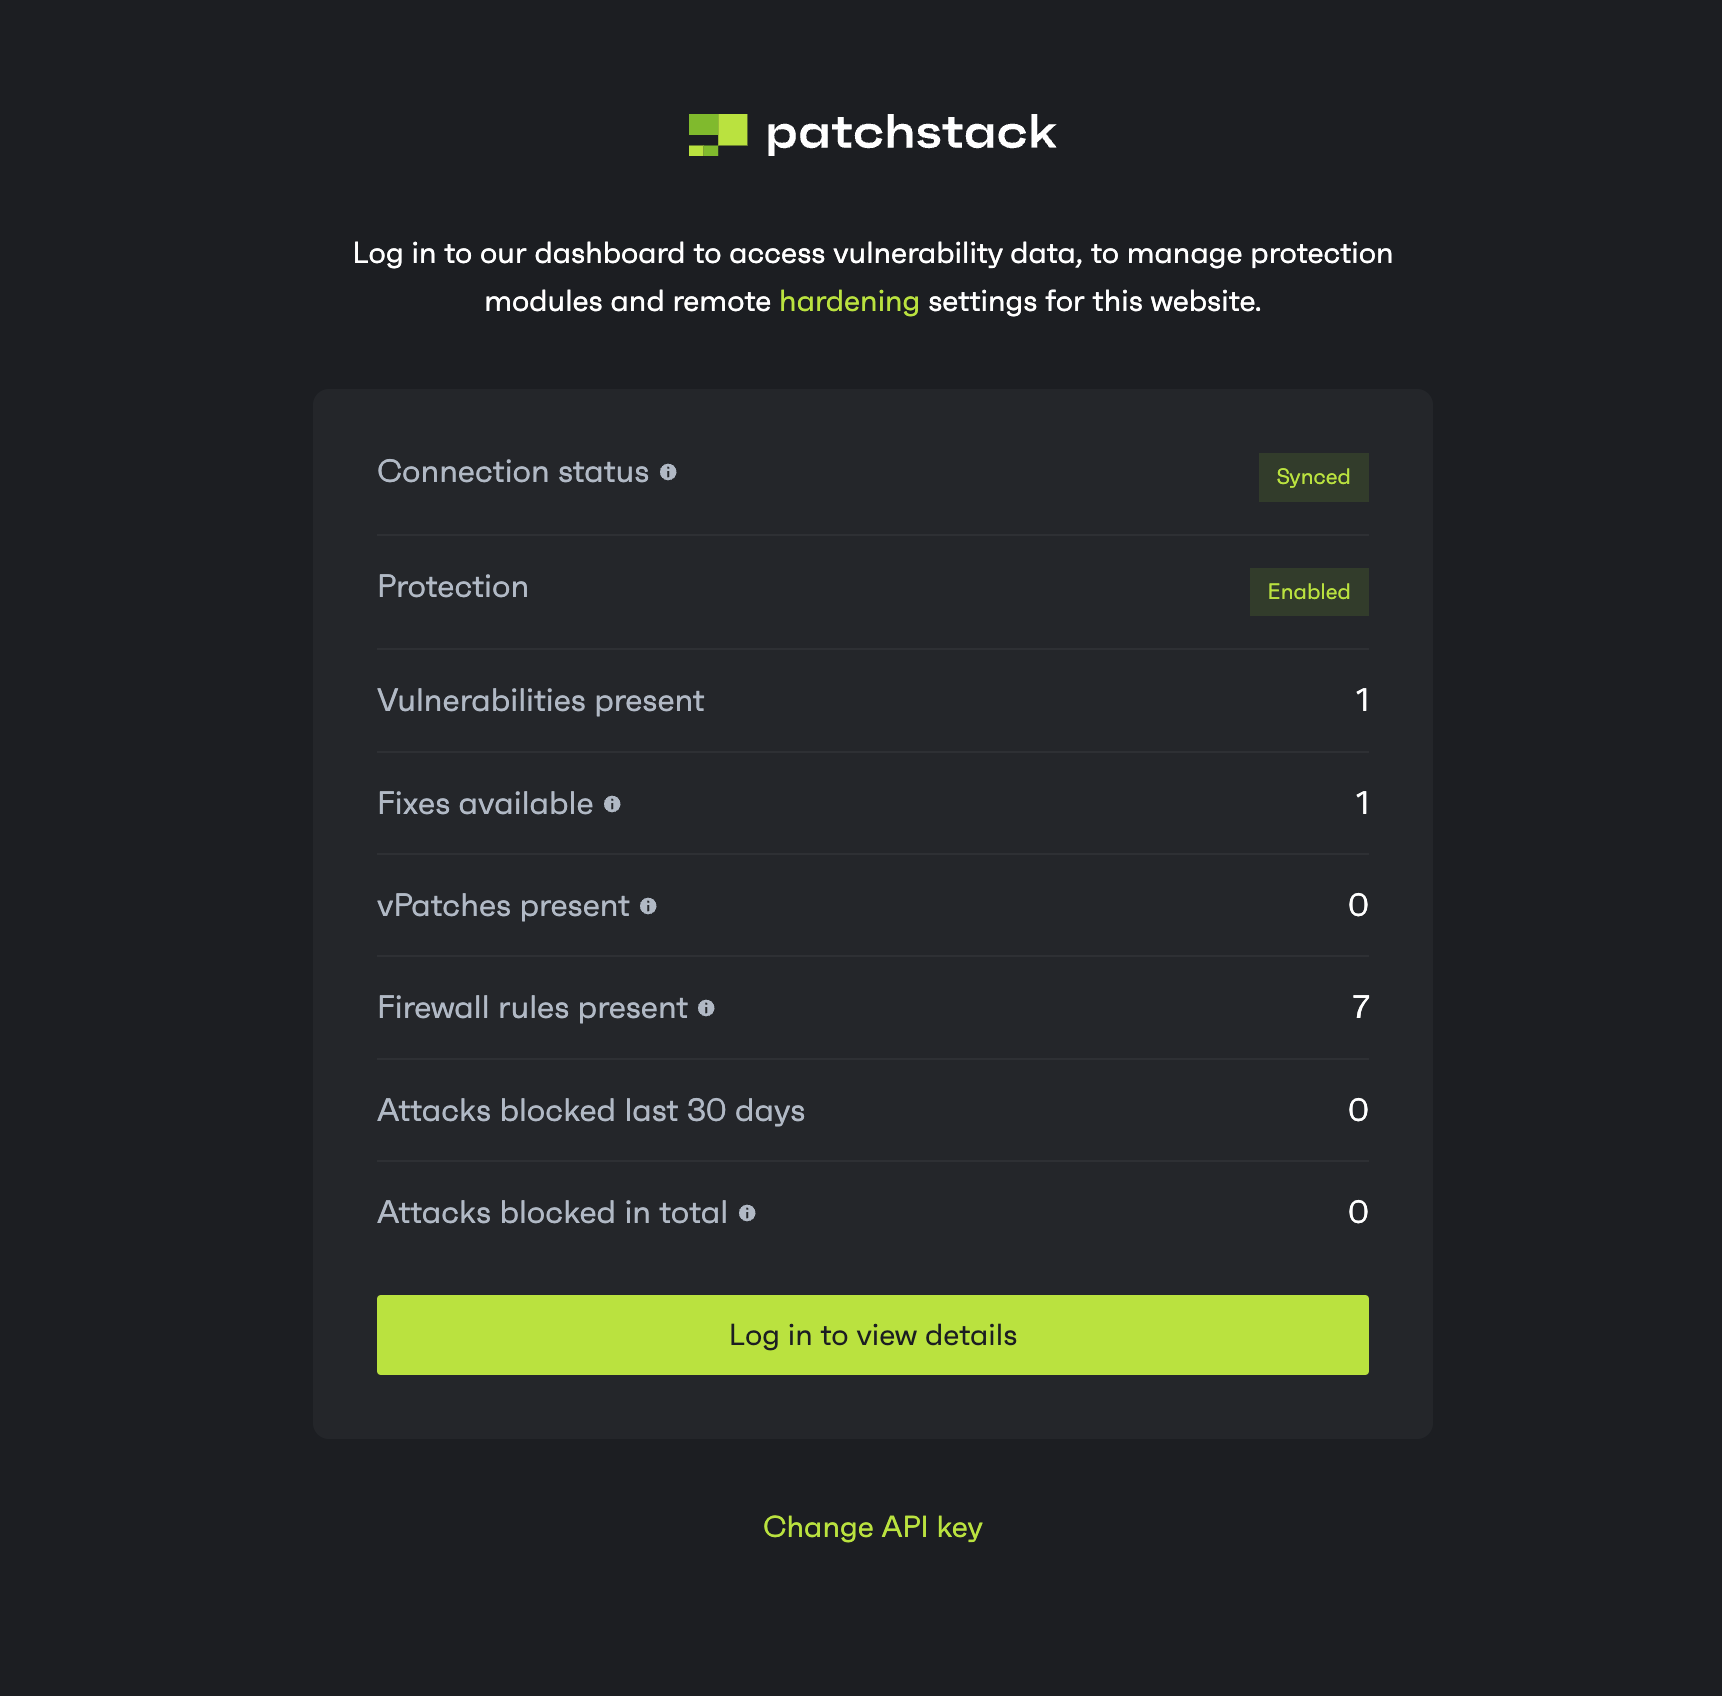 patchstack
Log in to our dashboard to access vulnerability data, to manage protection
modules and remote hardening settings for this website.
Connection status
Synced
Protection
Enabled
Vulnerabilities present
1
Fixes available
1
vPatches present
0
Firewall rules present
7
Attacks blocked last 30 days
0
Attacks blocked in total
0
Log in to view details
Change API key